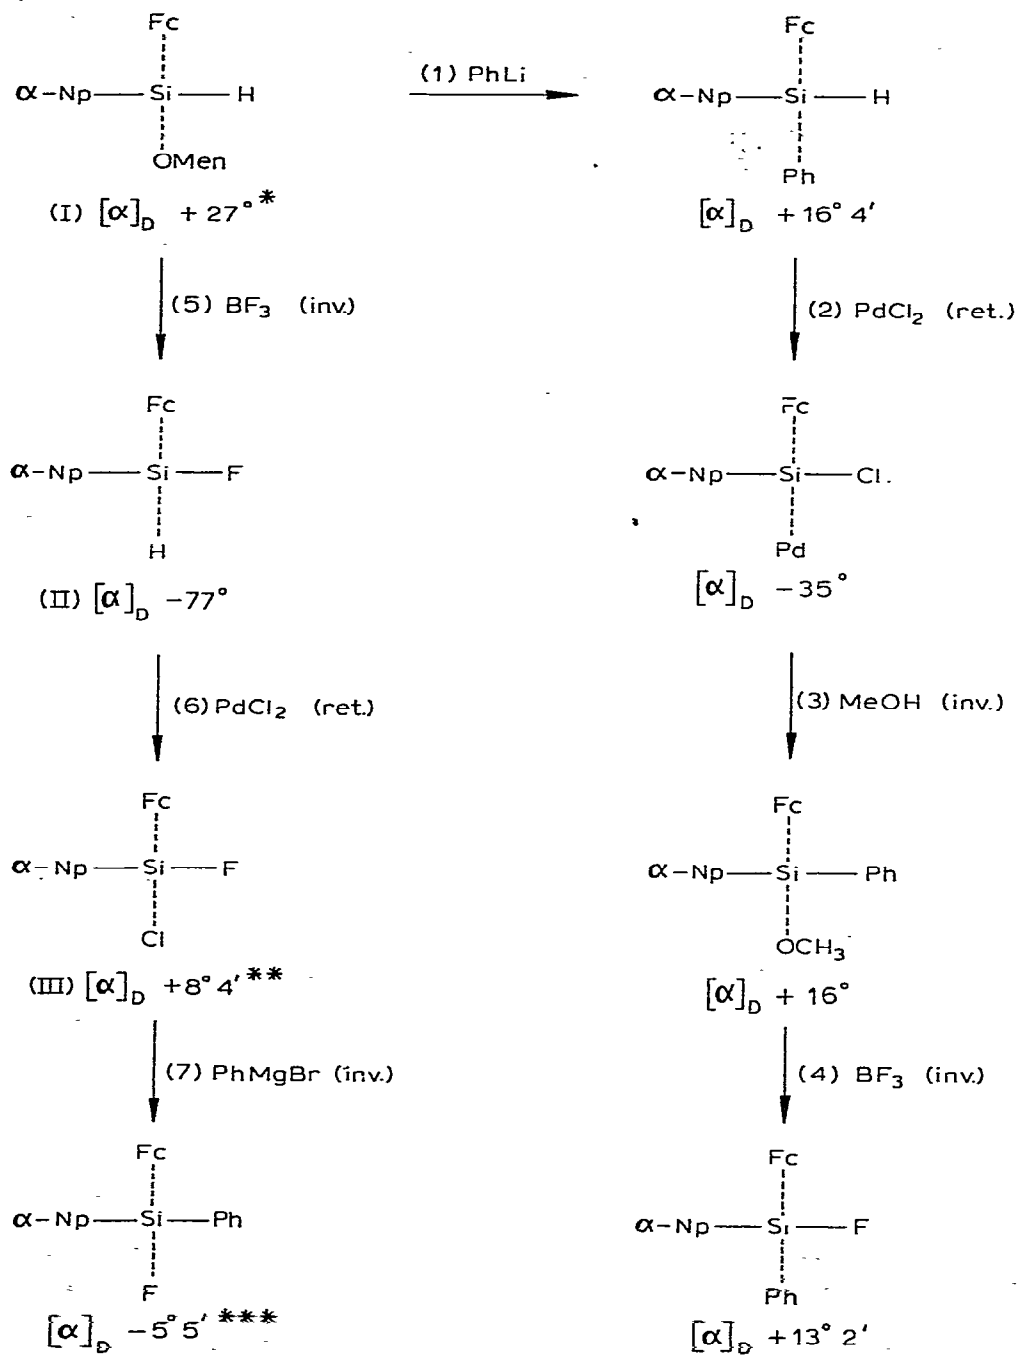 Fc Fc
α-Np Si H (1) PhLi α-Np Si H
OMen Ph
(I) [α]D + 27° * [α]D + 16° 4′
(5) BF3 (inv.) (2) PdCl2 (ret.)
Fc Fc
α-Np Si F α-Np Si Cl.
H Pd
(II) [α]D -77° [α]D -35°
(6) PdCl2 (ret.) (3) MeOH (inv.)
Fc Fc
α-Np Si F α-Np Si Ph
Cl OCH3
(III) [α]D +8° 4′ ** [α]D + 16°
(7) PhMgBr (inv.) (4) BF3 (inv.)
Fc Fc
α-Np Si Ph α-Np Si F
F Ph
[α]D -5° 5′ *** [α]D +13° 2′